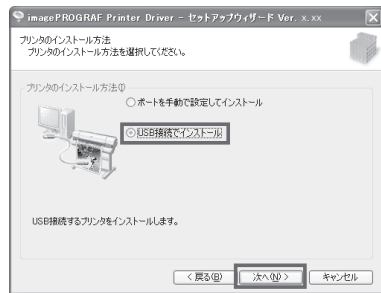 imagePROGRAF Printer Driver - セットアップウィザード Ver. x.xx
プリンタのインストール方法
プリンタのインストール方法を選択してください。
プリンタのインストール方法(I)
ポートを手動で設定してインストール
USB接続でインストール
USB接続するプリンタをインストールします。
< 戻る(B)
次へ(N) >
キャンセル